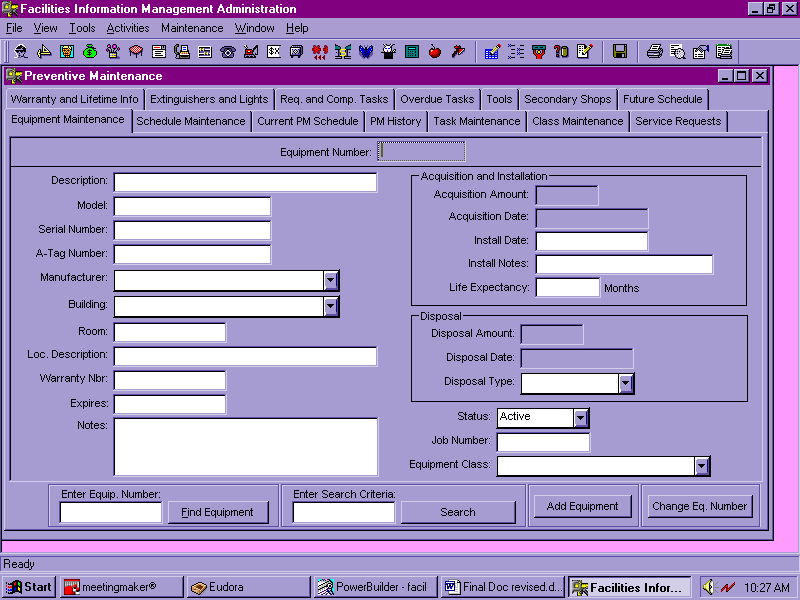 Facilities Information Management Administration
File View Tools Activities Maintenance Window Help
Preventive Maintenance
Warranty and Lifetime Info Extinguishers and Lights Req. and Comp. Tasks Overdue Tasks Tools Secondary Shops Future Schedule
Equipment Maintenance Schedule Maintenance Current PM Schedule PM History Task Maintenance Class Maintenance Service Requests
Equipment Number:
Description:
Model:
Serial Number:
A-Tag Number:
Manufacturer:
Building:
Room:
Loc. Description:
Warranty Nbr:
Expires:
Notes:
Acquisition and Installation
Acquisition Amount:
Acquisition Date:
Install Date:
Install Notes:
Life Expectancy: Months
Disposal
Disposal Amount:
Disposal Date:
Disposal Type:
Status: Active
Job Number:
Equipment Class:
Enter Equip. Number:
Find Equipment
Enter Search Criteria:
Search
Add Equipment
Change Eq. Number
Ready
Start meetingmaker® Eudora PowerBuilder - facil Final Doc revised.d... Facilities Infor... 10:27 AM